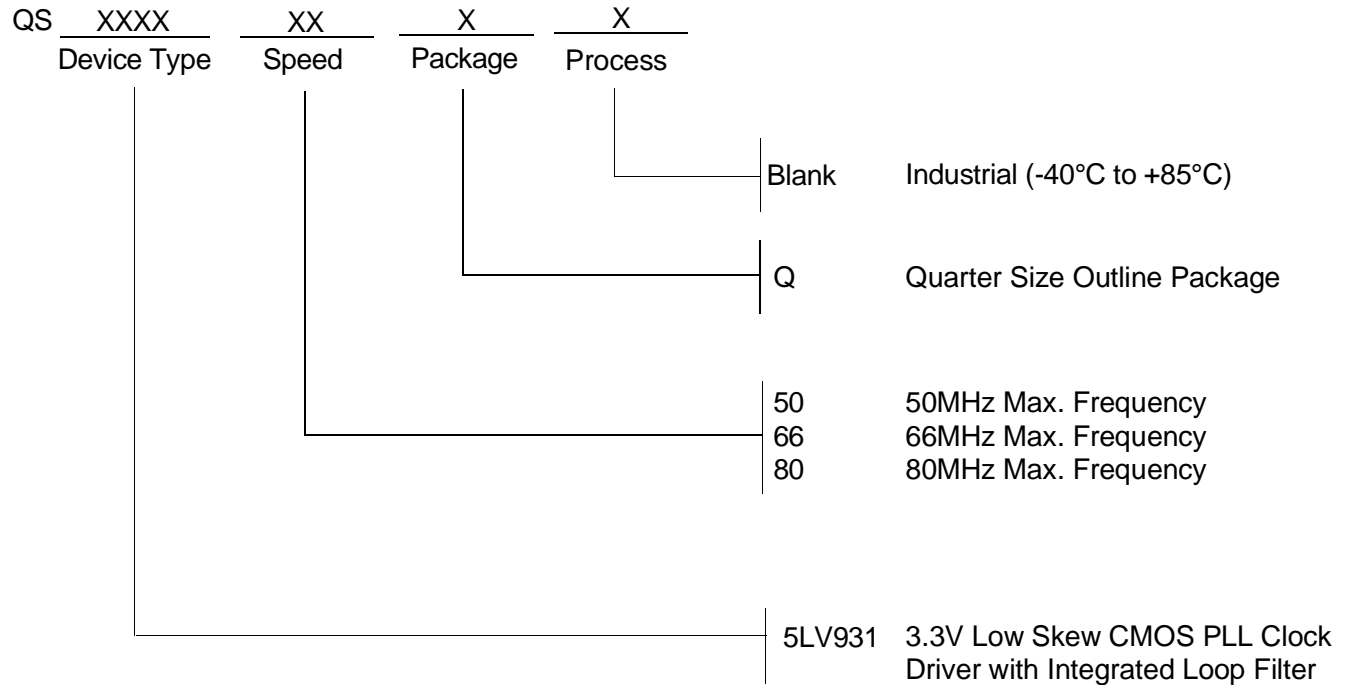 QS XXXX XX X X
Device Type Speed Package Process
Blank Industrial (-40°C to +85°C)
Q Quarter Size Outline Package
50 50MHz Max. Frequency
66 66MHz Max. Frequency
80 80MHz Max. Frequency
5LV931 3.3V Low Skew CMOS PLL Clock
Driver with Integrated Loop Filter